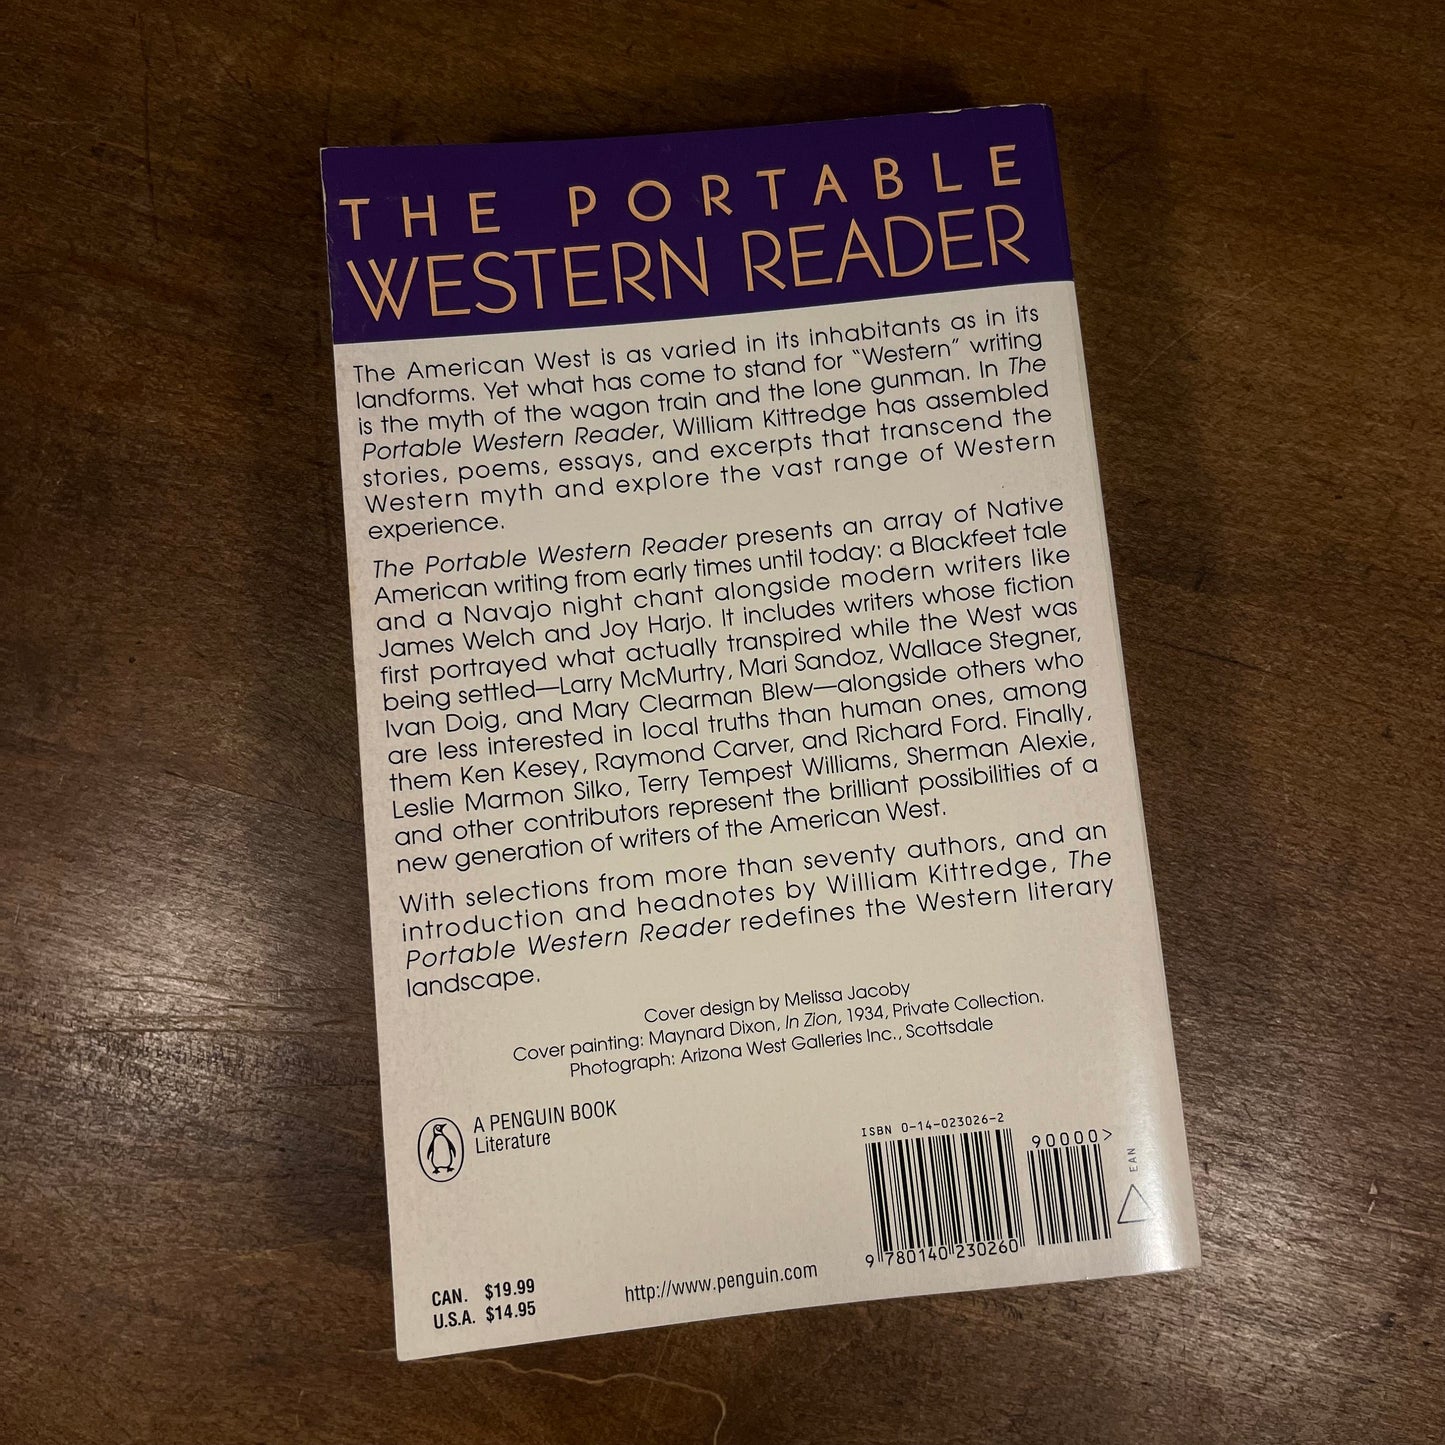 THE PORTABLE
WESTERN READER
The American West is as varied in its inhabitants as in its
landforms. Yet what has come to stand for "Western" writing
is the myth of the wagon train and the lone gunman. In The
Portable Western Reader, William Kittredge has assembled
stories, poems, essays, and excerpts that transcend the
Western myth and explore the vast range of Western
experience.
The Portable Western Reader presents an array of Native
American writing from early times until today: a Blackfeet tale
and a Navajo night chant alongside modern writers like
James Welch and Joy Harjo. It includes writers whose fiction
first portrayed what actually transpired while the West was
being settled—Larry McMurtry, Mari Sandoz, Wallace Stegner,
Ivan Doig, and Mary Clearman Blew—alongside others who
are less interested in local truths than human ones, among
them Ken Kesey, Raymond Carver, and Richard Ford. Finally,
Leslie Marmon Silko, Terry Tempest Williams, Sherman Alexie,
and other contributors represent the brilliant possibilities of a
new generation of writers of the American West.
With selections from more than seventy authors, and an
introduction and headnotes by William Kittredge, The
Portable Western Reader redefines the Western literary
landscape.
Cover design by Melissa Jacoby
Cover painting: Maynard Dixon, In Zion, 1934, Private Collection.
Photograph: Arizona West Galleries Inc., Scottsdale
A PENGUIN BOOK
Literature
ISBN 0-14-023026-2
90000>
EAN
9 780140 230260
CAN. $19.99
U.S.A. $14.95
http://www.penguin.com